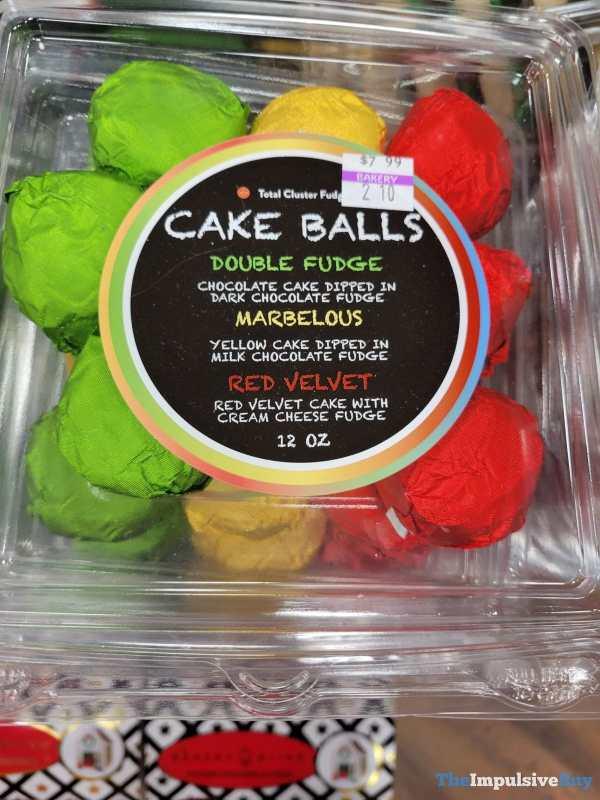 $7 99
BAKERY
2 10
Total Cluster Fudge
CAKE BALLS
DOUBLE FUDGE
CHOCOLATE CAKE DIPPED IN
DARK CHOCOLATE FUDGE
MARBELOUS
YELLOW CAKE DIPPED IN
MILK CHOCOLATE FUDGE
RED VELVET
RED VELVET CAKE WITH
CREAM CHEESE FUDGE
12 OZ
TheImpulsiveBuy